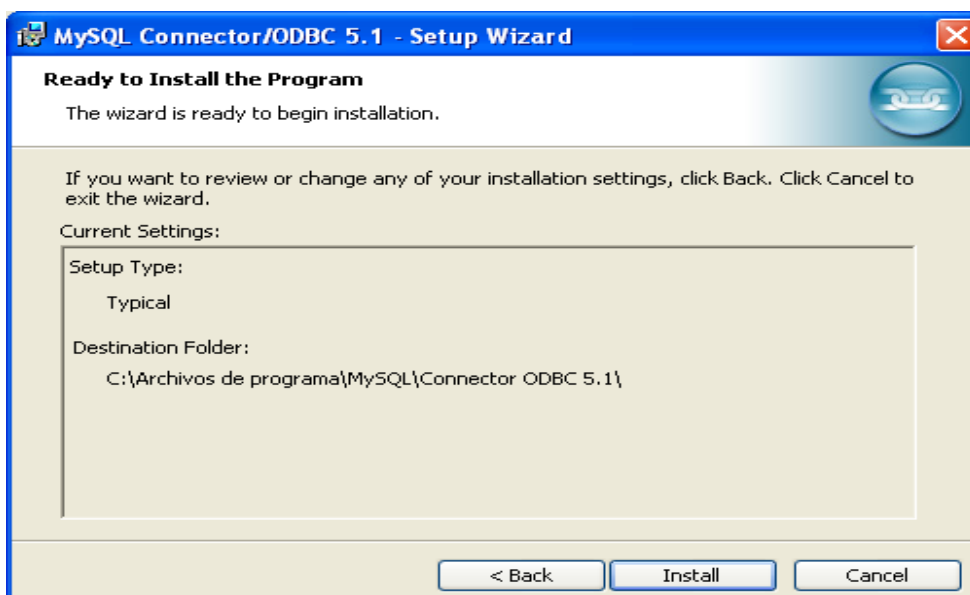 MySQL Connector/ODBC 5.1 - Setup Wizard
Ready to Install the Program
The wizard is ready to begin installation.
If you want to review or change any of your installation settings, click Back. Click Cancel to
exit the wizard.
Current Settings:
Setup Type:
Typical
Destination Folder:
C:\Archivos de programa\MySQL\Connector ODBC 5.1\
< Back Install Cancel